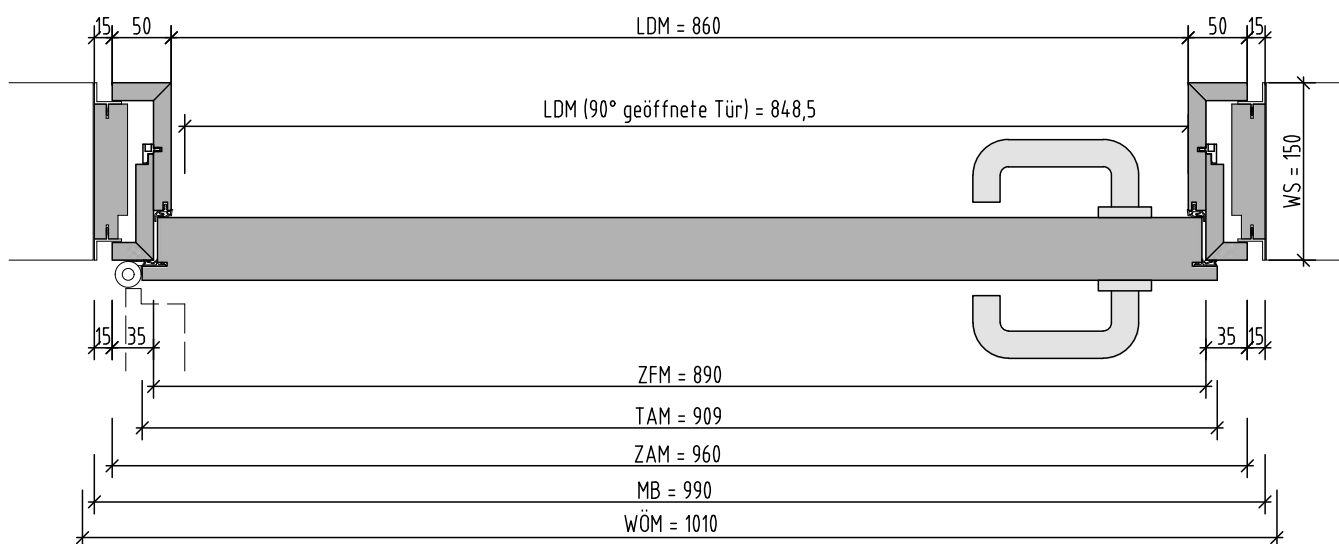 15
50
LDM = 860
50
15
LDM (90° geöffnete Tür) = 848,5
WS = 150
15
35
35
15
ZFM = 890
TAM = 909
ZAM = 960
MB = 990
WÖM = 1010